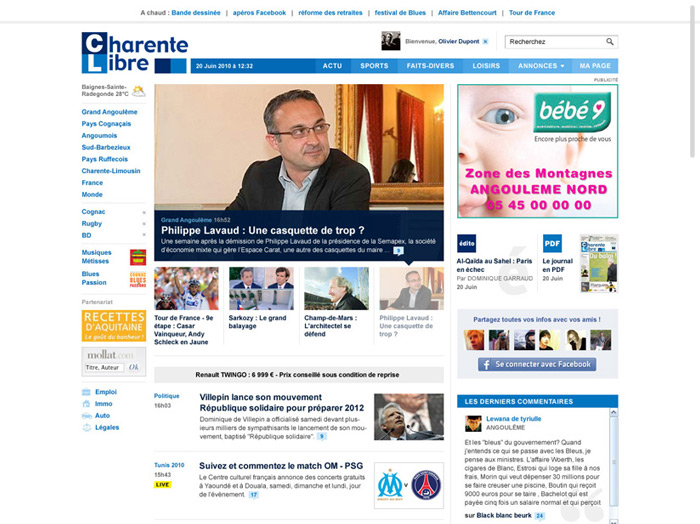 A chaud : Bande dessinée | apéros Facebook | réforme des retraites | festival de Blues | Affaire Bettencourt | Tour de France
Charente
Libre
Bienvenue, Olivier Dupont
Recherchez
20 Juin 2010 à 12:32
ACTU SPORTS FAITS-DIVERS LOISIRS ANNONCES MA PAGE
PUBLICITÉ
Baignes-Sainte-
Radegonde 28°C
Grand Angoulême
Pays Cognaçais
Angoumois
Sud-Barbezieux
Pays Ruffecois
Charente-Limousin
France
Monde
Cognac
Rugby
BD
Musiques
Métisses
Blues
Passion
Partenariat
RECETTES
D'AQUITAINE
Le goût du bonheur !
mollat.com
Titre, Auteur Ok
Emploi
Immo
Auto
Légales
Grand Angoulême 16h52
Philippe Lavaud : Une casquette de trop ?
Une semaine après la démission de Philippe Lavaud de la présidence de la Semapex, la société
d'économie mixte qui gére l'Espace Carat, une autre des casquettes du maire ... 9
Tour de France - 9e
étape : Casar
Vainqueur, Andy
Schleck en Jaune
Sarkozy : Le grand
balayage
Champ-de-Mars :
L'architectel se
défend
Philippe Lavaud :
Une casquette de
trop ?
Renault TWINGO : 6 999 € - Prix conseillé sous condition de reprise
Politique
16h03
Villepin lance son mouvement
République solidaire pour préparer 2012
Dominique de Villepin a officialisé samedi devant plu-
sieurs milliers de sympathisants le lancement de son mou-
vement, baptisé "République solidaire". 9
Tunis 2010
15h43
LIVE
Suivez et commentez le match OM - PSG
Le Centre culturel français annonce des concerts gratuits
à Yaoundé et à Douala, samedi, dimanche et lundi, jour
de l'événement. 17
bébé 9
Encore plus proche de vous
Zone des Montagnes
ANGOULEME NORD
05 45 00 00 00
édito
Al-Qaïda au Sahel : Paris
en échec
Par DOMINIQUE GARRAUD
20 Juin
PDF
Le journal
en PDF
20 Juin
Partagez toutes vos infos avec vos amis !
Se connecter avec Facebook
LES DERNIERS COMMENTAIRES
Lewana de tyriulle
ANGOULÊME
Et les "bleus" du gouvernement? Quand
j'entends ce qui se passe avec les Bleus, je
pense aux ministres. L'affaire Woerth, les
cigares de Blanc, Estrosi qui loge sa fille à nos
frais, Morin qui veut dépenser 30 millions pour
se faire creuser une piscine, Boutin qui reçoit
9000 euros pour se taire , Bachelot qui est
payée cinq fois un salaire normal et qui perçoit
sur Black blanc beurk 24